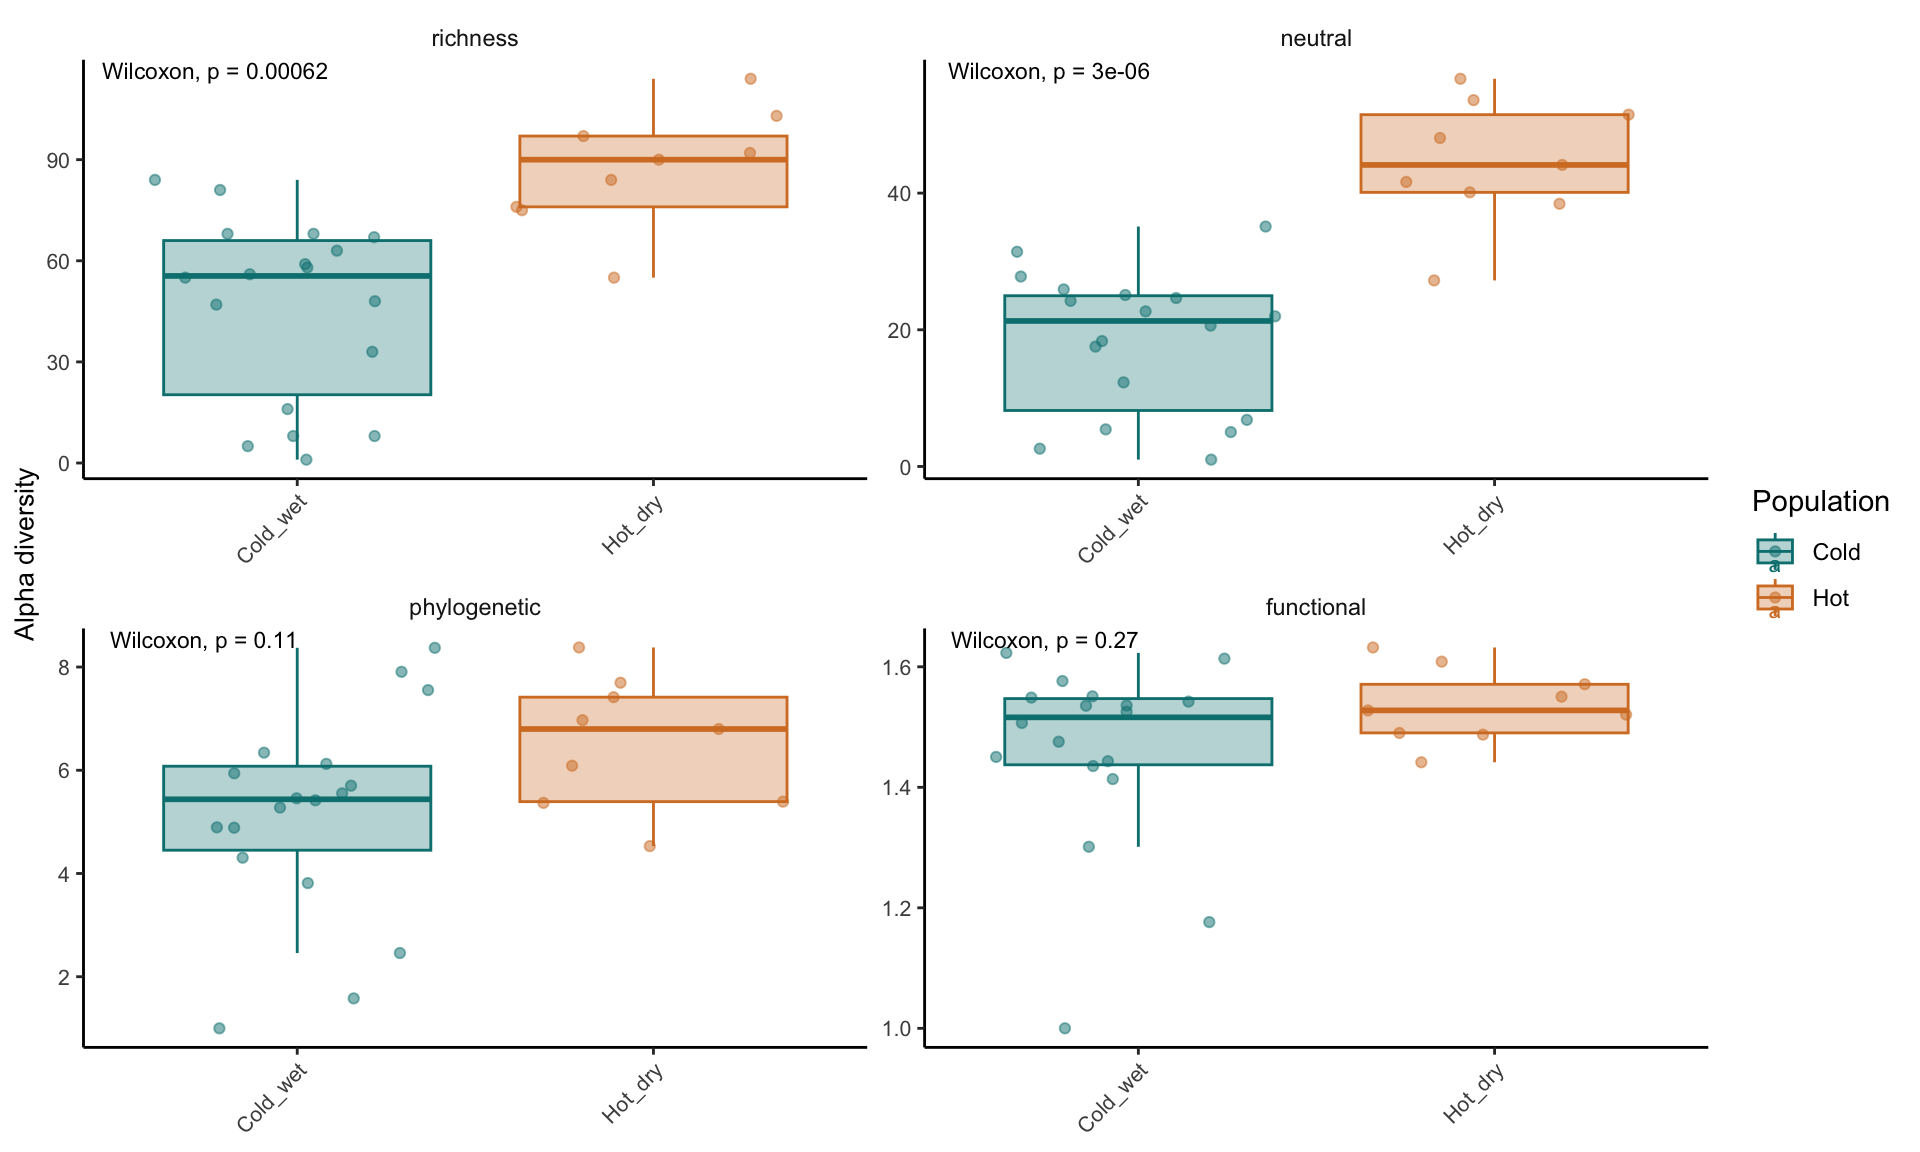 richness
Wilcoxon, p = 0.00062
90
60
30
0
Cold_wet
Hot_dry
neutral
Wilcoxon, p = 3e-06
40
20
0
Cold_wet
Hot_dry
Alpha diversity
phylogenetic
Wilcoxon, p = 0.11
8
6
4
2
Cold_wet
Hot_dry
functional
Wilcoxon, p = 0.27
1.6
1.4
1.2
1.0
Cold_wet
Hot_dry
Population
a
Cold
a
Hot